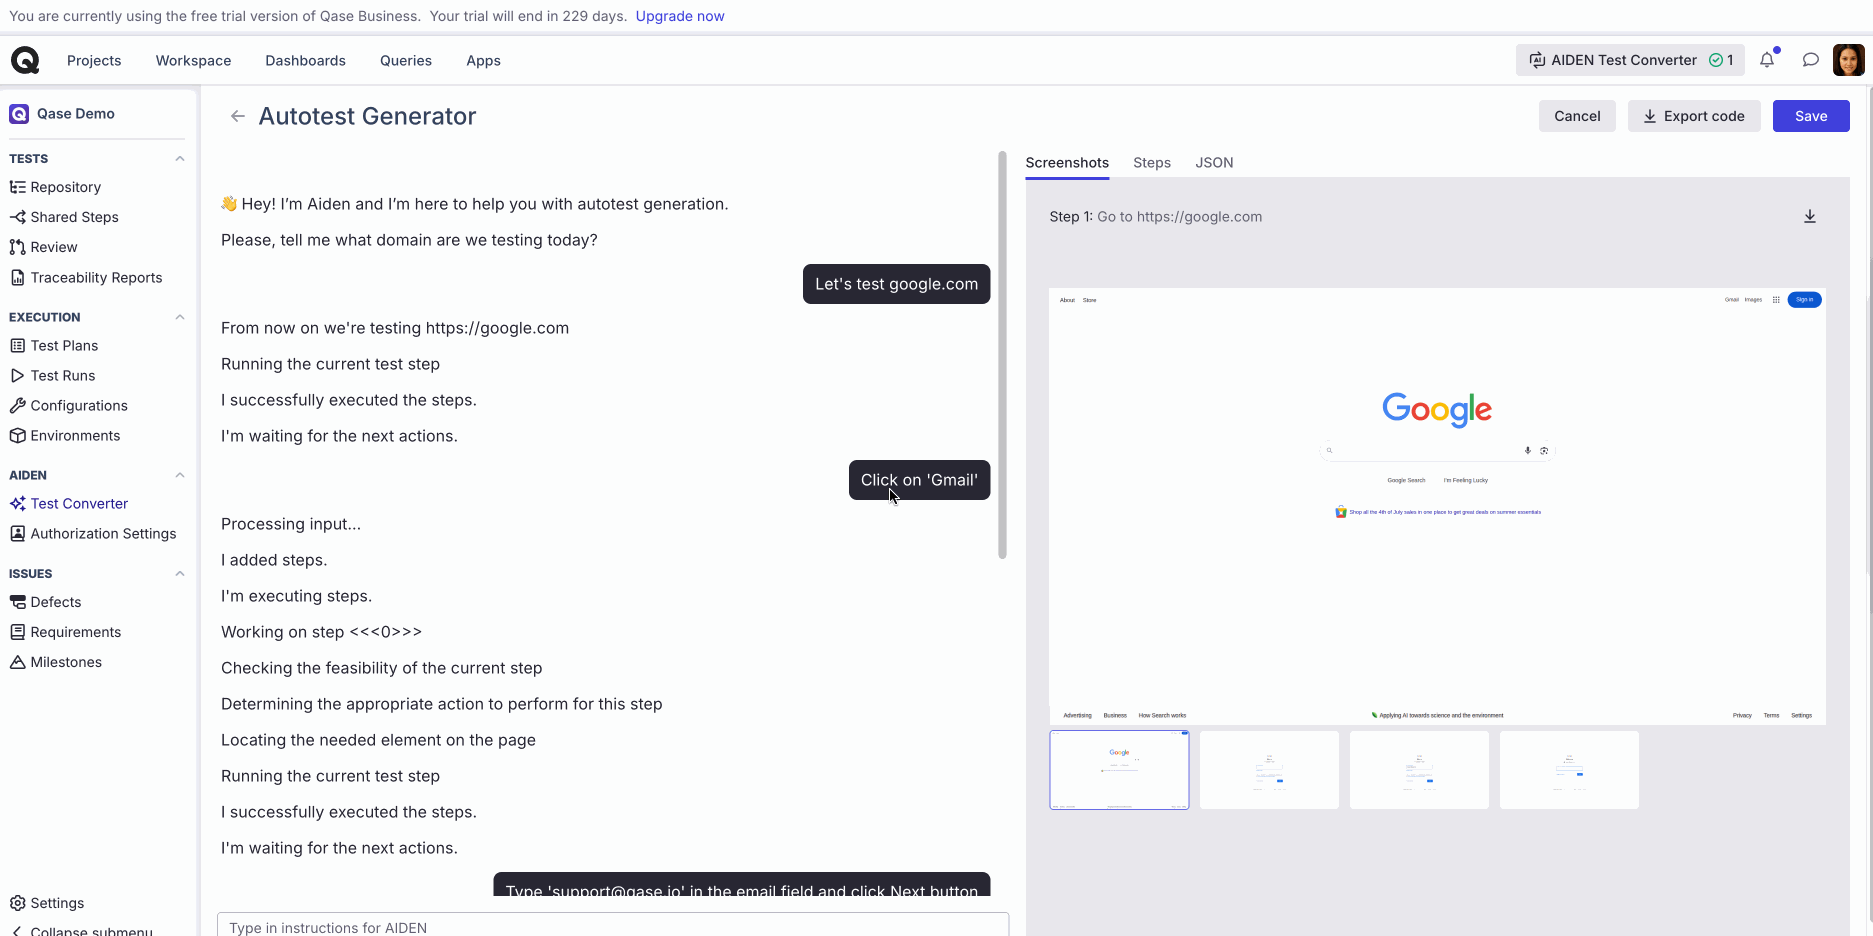 You are currently using the free trial version of Qase Business. Your trial will end in 229 days. Upgrade now
Projects
Workspace
Dashboards
Queries
Apps
AIDEN Test Converter
1
Qase Demo
TESTS
Repository
Shared Steps
Review
Traceability Reports
EXECUTION
Test Plans
Test Runs
Configurations
Environments
AIDEN
Test Converter
Authorization Settings
ISSUES
Defects
Requirements
Milestones
Settings
Collapse submenu
Autotest Generator
Cancel
Export code
Save
👋 Hey! I’m Aiden and I’m here to help you with autotest generation.
Please, tell me what domain are we testing today?
Let's test google.com
From now on we're testing https://google.com
Running the current test step
I successfully executed the steps.
I'm waiting for the next actions.
Click on 'Gmail'
Processing input...
I added steps.
I'm executing steps.
Working on step <<<0>>>
Checking the feasibility of the current step
Determining the appropriate action to perform for this step
Locating the needed element on the page
Running the current test step
I successfully executed the steps.
I'm waiting for the next actions.
Type 'support@qase.io' in the email field and click Next button
Type in instructions for AIDEN
Screenshots
Steps
JSON
Step 1: Go to https://google.com
About
Store
Gmail
Images
Sign in
Google
Google Search
I'm Feeling Lucky
Shop all the 4th of July sales in one place to get great deals on summer essentials
Advertising
Business
How Search works
Applying AI towards science and the environment
Privacy
Terms
Settings
Google